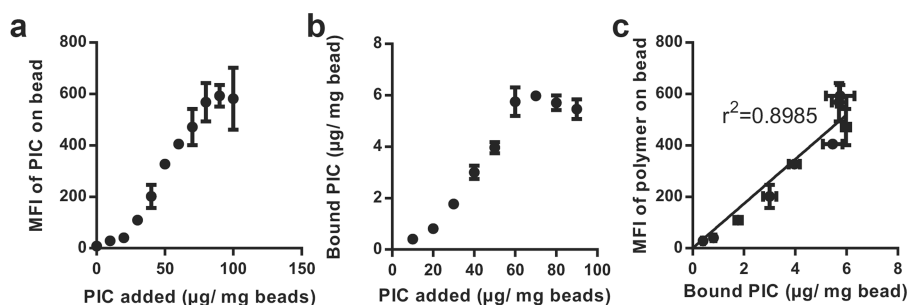 a
MFI of PIC on bead
800
600
400
200
0
0 50 100 150
PIC added (µg/ mg beads)
b
Bound PIC (µg/ mg bead)
8
6
4
2
0
0 20 40 60 80 100
PIC added (µg/ mg beads)
c
MFI of polymer on bead
800
600
400
200
0
r²=0.8985
0 2 4 6 8
Bound PIC (µg/ mg bead)